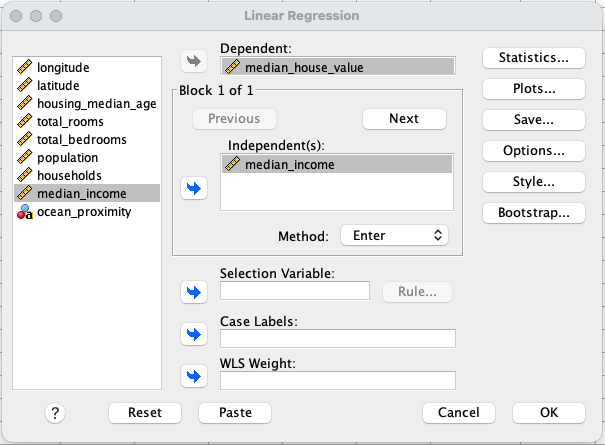 Linear Regression
longitude
latitude
housing_median_age
total_rooms
total_bedrooms
population
households
median_income
ocean_proximity
Dependent:
median_house_value
Block 1 of 1
Previous
Next
Independent(s):
median_income
Method:
Enter
Selection Variable:
Rule...
Case Labels:
WLS Weight:
Statistics...
Plots...
Save...
Options...
Style...
Bootstrap...
?
Reset
Paste
Cancel
OK